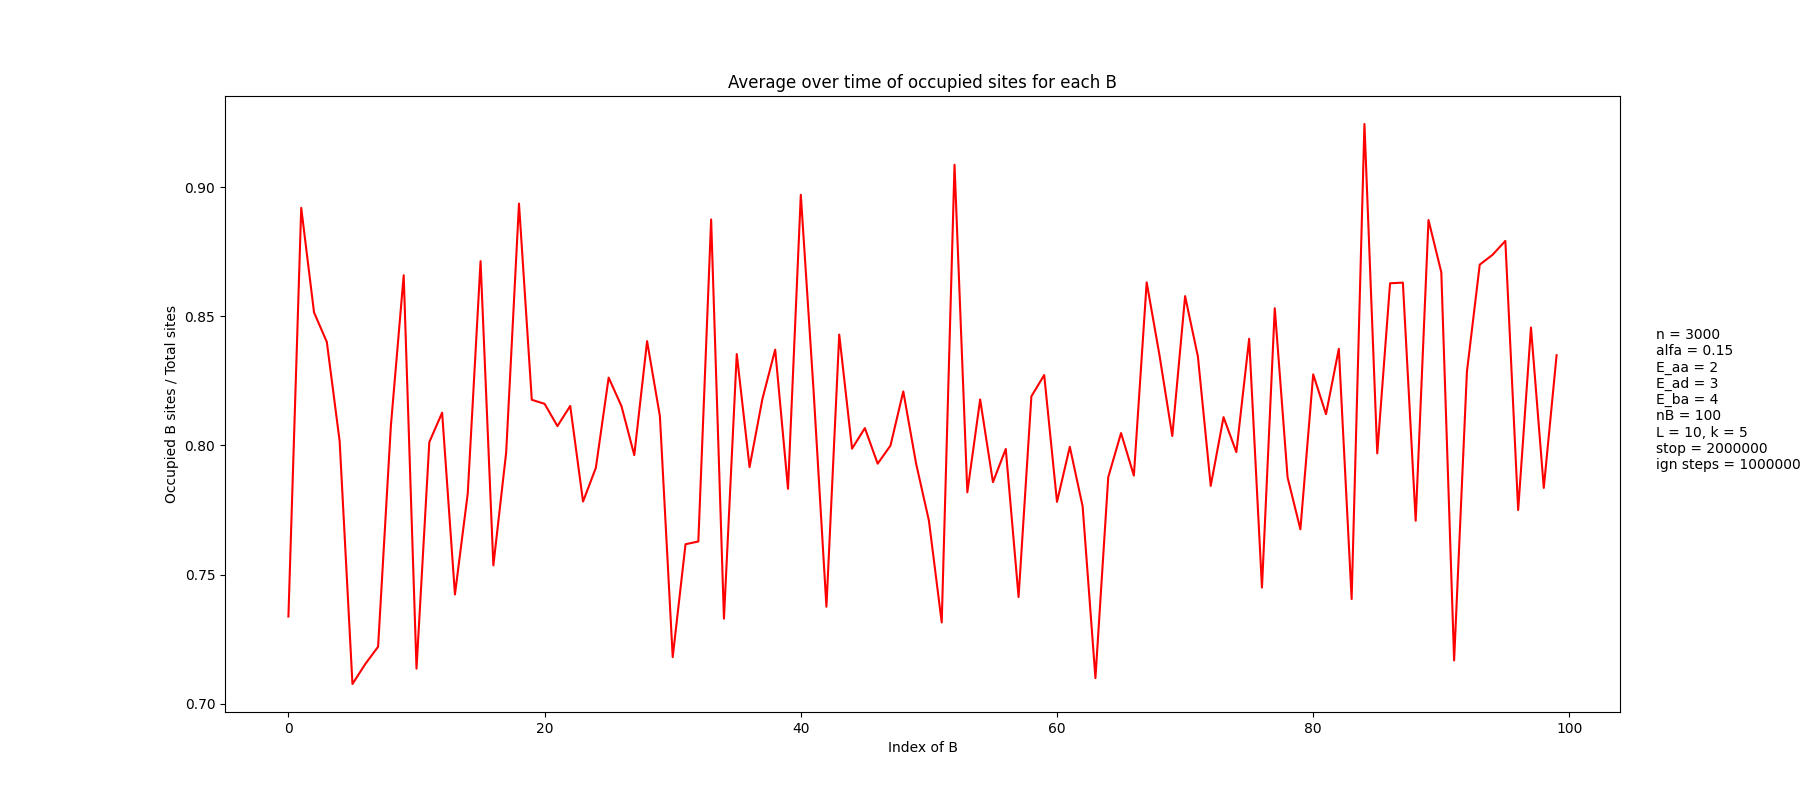 Average over time of occupied sites for each B
Occupied B sites / Total sites
0.90
0.85
0.80
0.75
0.70
0
20
40
60
80
100
Index of B
n = 3000
alfa = 0.15
E_aa = 2
E_ad = 3
E_ba = 4
nB = 100
L = 10, k = 5
stop = 2000000
ign steps = 1000000